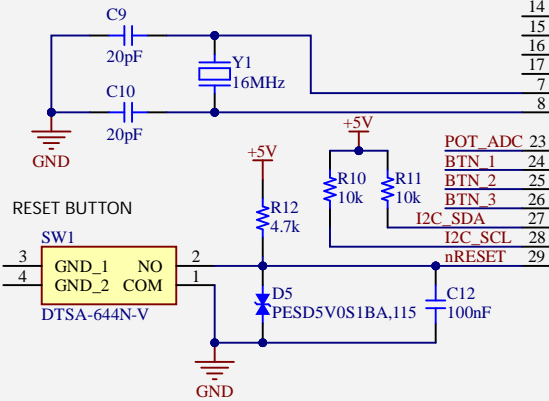 C9
20pF
Y1
16MHz
C10
20pF
GND
14
15
16
17
7
8
+5V
+5V
POT_ADC 23
BTN_1 24
BTN_2 25
BTN_3 26
I2C_SDA 27
I2C_SCL 28
nRESET 29
R10
10k
R11
10k
R12
4.7k
RESET BUTTON
SW1
3 GND_1 NO 2
4 GND_2 COM 1
DTSA-644N-V
D5
PESD5V0S1BA,115
C12
100nF
GND